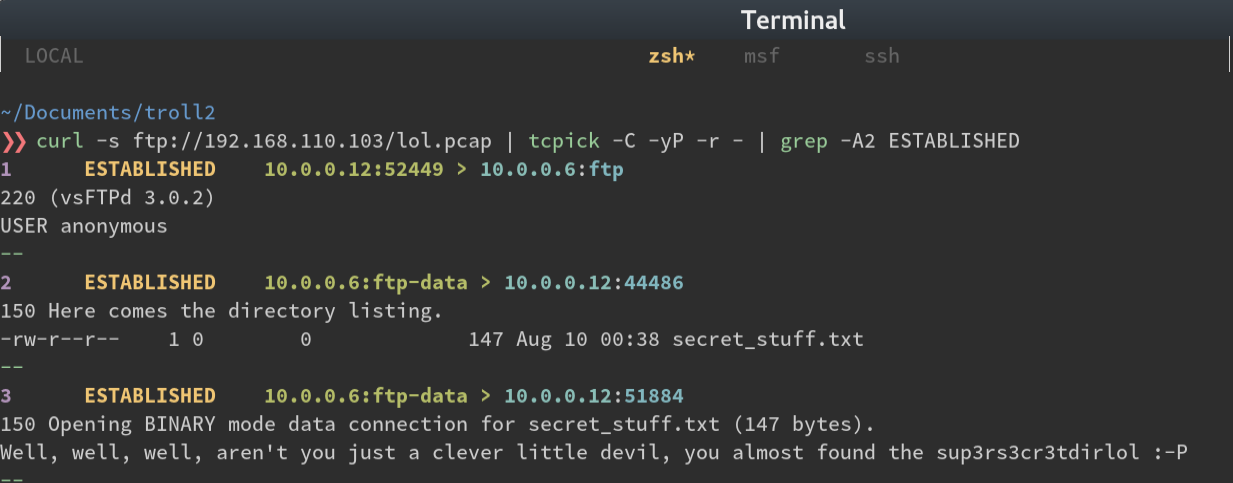 Terminal
LOCAL zsh* msf ssh
~/Documents/troll2
❯❯ curl -s ftp://192.168.110.103/lol.pcap | tcpick -C -yP -r - | grep -A2 ESTABLISHED
1 ESTABLISHED 10.0.0.12:52449 > 10.0.0.6:ftp
220 (vsFTPd 3.0.2)
USER anonymous
--
2 ESTABLISHED 10.0.0.6:ftp-data > 10.0.0.12:44486
150 Here comes the directory listing.
-rw-r--r-- 1 0 0 147 Aug 10 00:38 secret_stuff.txt
--
3 ESTABLISHED 10.0.0.6:ftp-data > 10.0.0.12:51884
150 Opening BINARY mode data connection for secret_stuff.txt (147 bytes).
Well, well, well, aren't you just a clever little devil, you almost found the sup3rs3cr3tdirlol :-P
--